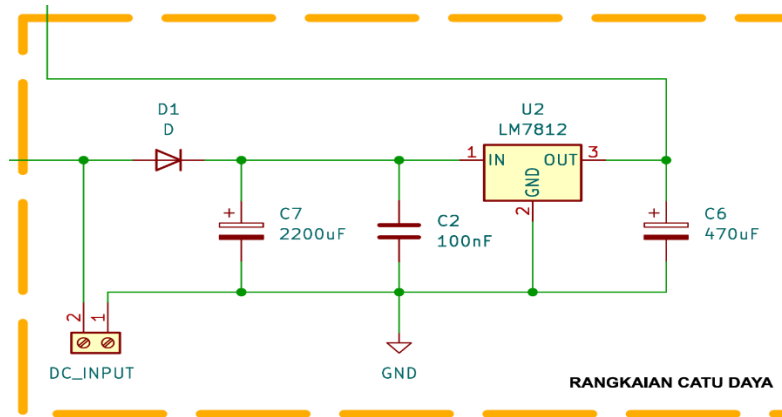 D1
D
U2
LM7812
1
IN
OUT
3
GND
2
+
C7
2200uF
C2
100nF
+
C6
470uF
2
1
DC_INPUT
GND
RANGKAIAN CATU DAYA